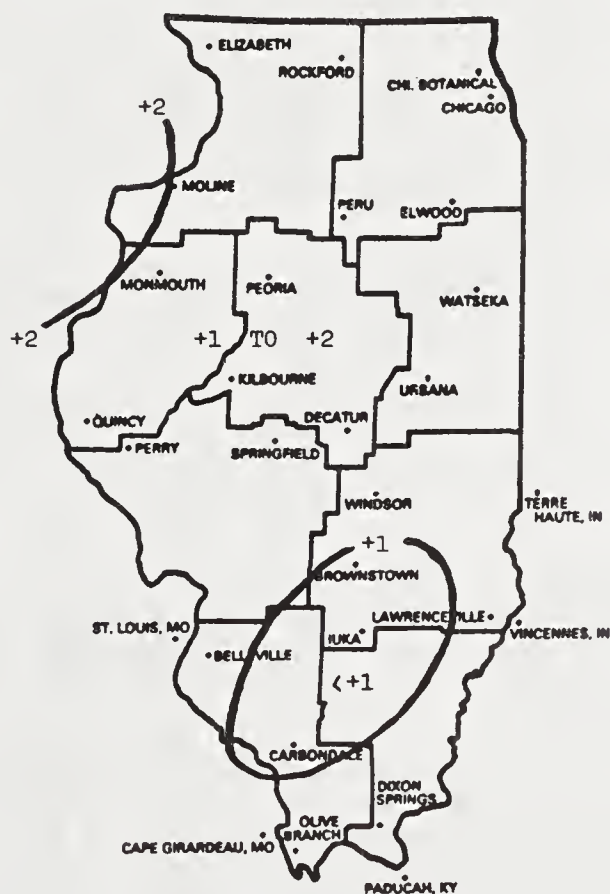 ELIZABETH
ROCKFORD
CHI. BOTANICAL
CHICAGO
+2
MOLINE
PERU
ELWOOD
MONMOUTH
PEORIA
WATSEKA
+2
+1 TO +2
KILBOURNE
URBANA
QUINCY
DECATUR
PERRY
SPRINGFIELD
WINDSOR
TERRE
HAUTE, IN
+1
BROWNSTOWN
LAWRENCEVILLE
ST. LOUIS, MO
IUKA
VINCENNES, IN
BELLEVILLE
<+1
CARBONDALE
DIXON
SPRINGS
OLIVE
BRANCH
CAPE GIRARDEAU, MO
PADUCAH, KY